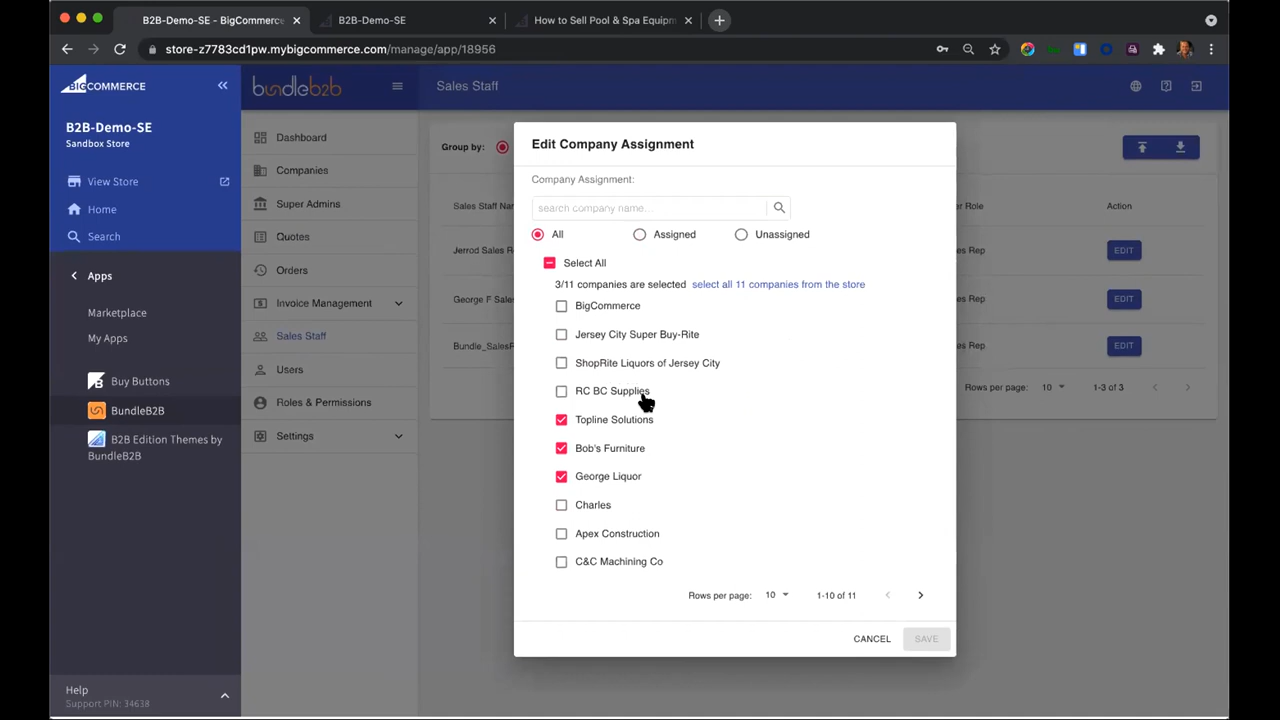 B2B-Demo-SE - BigCommerce
B2B-Demo-SE
How to Sell Pool & Spa Equipm
store-z7783cd1pw.mybigcommerce.com/manage/app/18956
BIGCOMMERCE
B2B-Demo-SE
Sandbox Store
View Store
Home
Search
Apps
Marketplace
My Apps
Buy Buttons
BundleB2B
B2B Edition Themes by
BundleB2B
Help
Support PIN: 34638
bundleb2b
Dashboard
Companies
Super Admins
Quotes
Orders
Invoice Management
Sales Staff
Users
Roles & Permissions
Settings
Sales Staff
Group by:
Sales Staff Na
er Role
Action
Jerrod Sales R
es Rep
EDIT
George F Sales
es Rep
EDIT
Bundle_SalesR
es Rep
EDIT
Rows per page: 10 1-3 of 3
Edit Company Assignment
Company Assignment:
search company name...
All Assigned Unassigned
Select All
3/11 companies are selected select all 11 companies from the store
BigCommerce
Jersey City Super Buy-Rite
ShopRite Liquors of Jersey City
RC BC Supplies
Topline Solutions
Bob's Furniture
George Liquor
Charles
Apex Construction
C&C Machining Co
Rows per page: 10 1-10 of 11
CANCEL SAVE